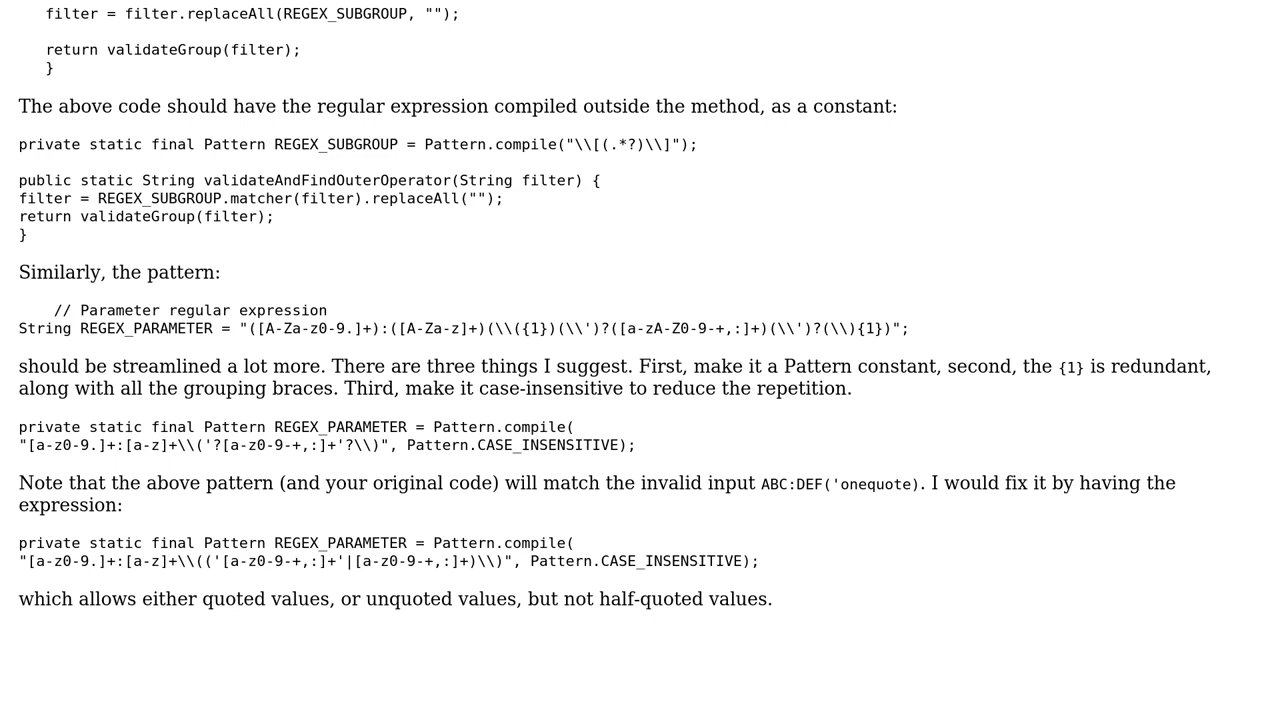 filter = filter.replaceAll(REGEX_SUBGROUP, "");
return validateGroup(filter);
}
The above code should have the regular expression compiled outside the method, as a constant:
private static final Pattern REGEX_SUBGROUP = Pattern.compile("\\[(.*?)\\]");
public static String validateAndFindOuterOperator(String filter) {
filter = REGEX_SUBGROUP.matcher(filter).replaceAll("");
return validateGroup(filter);
}
Similarly, the pattern:
// Parameter regular expression
String REGEX_PARAMETER = "([A-Za-z0-9.]+):([A-Za-z]+)(\\({1})(\\')?([a-zA-Z0-9-+,:]+)(\\')?(\\){1})";
should be streamlined a lot more. There are three things I suggest. First, make it a Pattern constant, second, the {1} is redundant,
along with all the grouping braces. Third, make it case-insensitive to reduce the repetition.
private static final Pattern REGEX_PARAMETER = Pattern.compile(
"[a-z0-9.]+:[a-z]+\\('?[a-z0-9-+,:]+'?\\)", Pattern.CASE_INSENSITIVE);
Note that the above pattern (and your original code) will match the invalid input ABC:DEF('onequote). I would fix it by having the
expression:
private static final Pattern REGEX_PARAMETER = Pattern.compile(
"[a-z0-9.]+:[a-z]+\\(('[a-z0-9-+,:]+'|[a-z0-9-+,:]+)\\)", Pattern.CASE_INSENSITIVE);
which allows either quoted values, or unquoted values, but not half-quoted values.